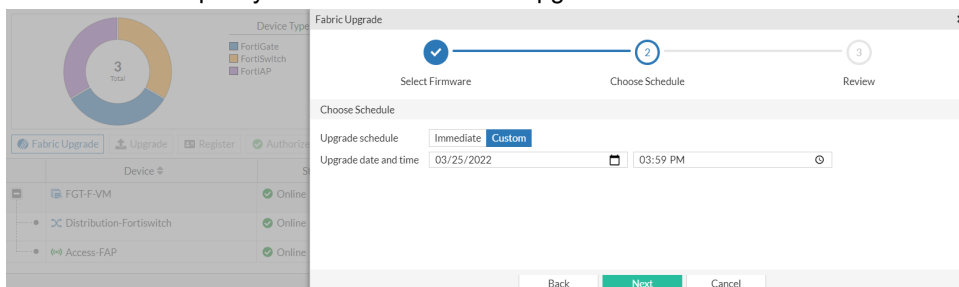 Device Type
3
Total
FortiGate
FortiSwitch
FortiAP
Fabric Upgrade
Upgrade
Register
Authorize
Device
FGT-F-VM
Online
Distribution-Fortiswitch
Online
Access-FAP
Online
Fabric Upgrade
2
3
Select Firmware
Choose Schedule
Review
Choose Schedule
Upgrade schedule
Immediate
Custom
Upgrade date and time
03/25/2022
03:59 PM
Back
Next
Cancel